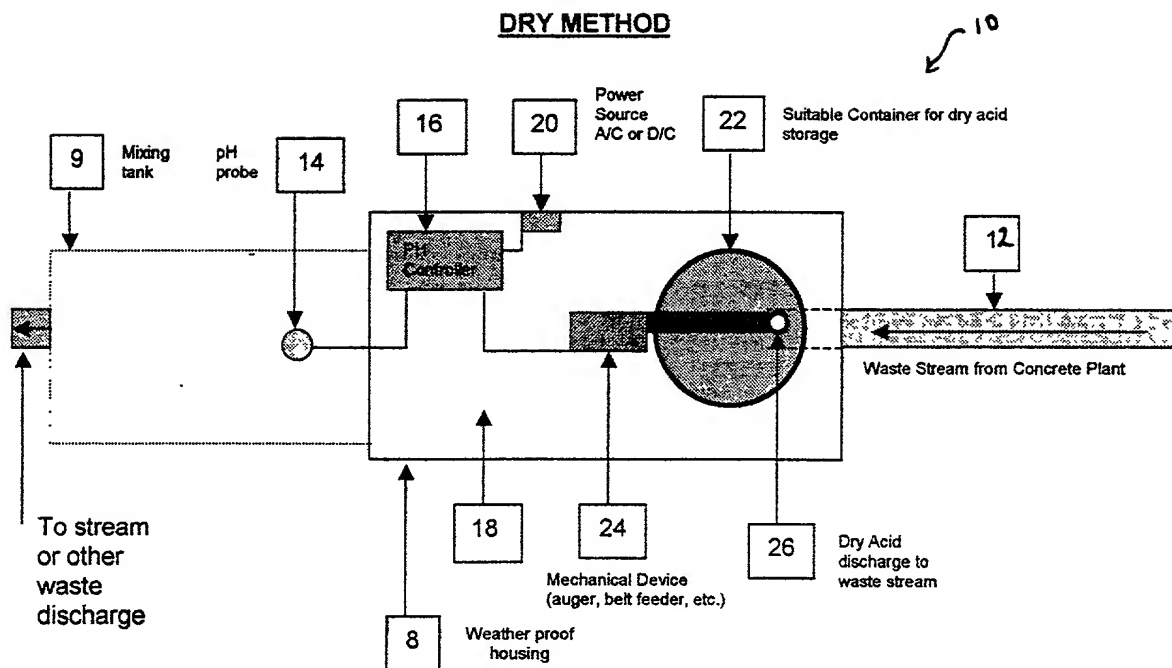 DRY METHOD
10
16
20
Power
Source
A/C or D/C
22
Suitable Container for dry acid
storage
9
Mixing
tank
pH
probe
14
12
PH
Controller
Waste Stream from Concrete Plant
To stream
or other
waste
discharge
18
24
26
Dry Acid
discharge to
waste stream
Mechanical Device
(auger, belt feeder, etc.)
8
Weather proof
housing